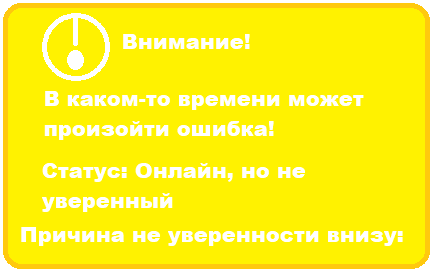 Внимание!
В каком-то времени может
произойти ошибка!
Статус: Онлайн, но не
уверенный
Причина не уверенности внизу: